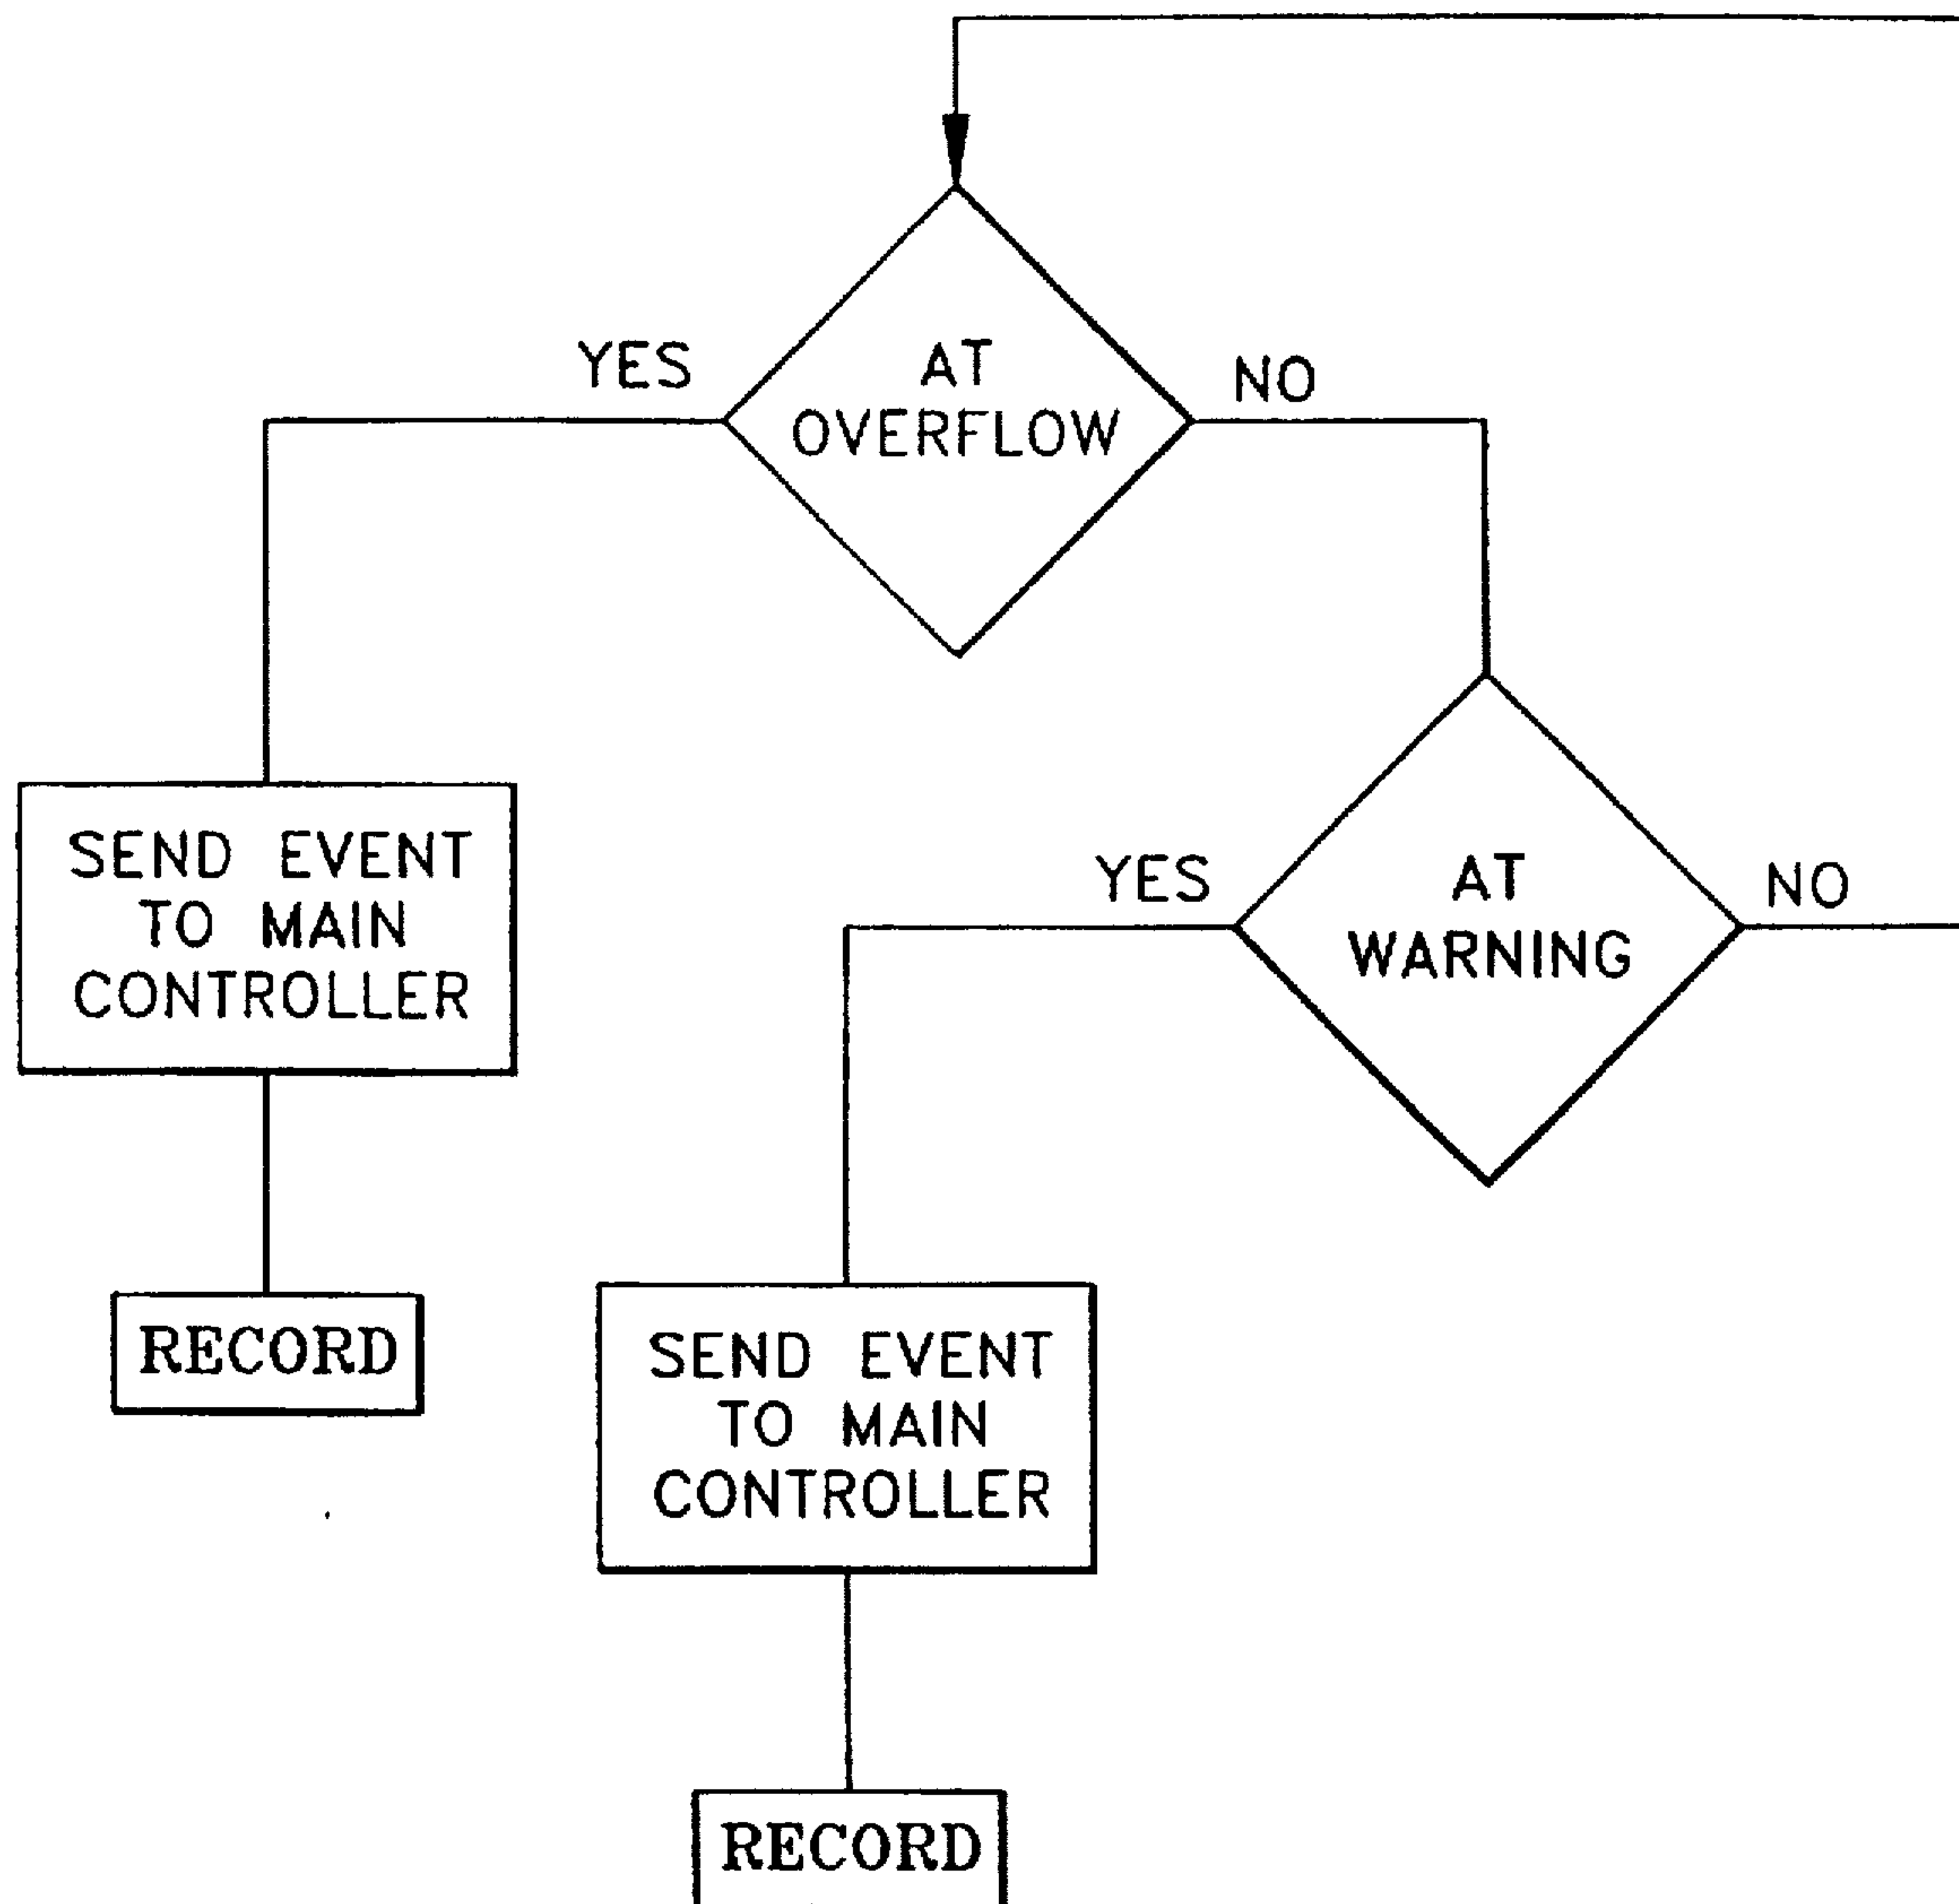 AT
OVERFLOW
YES
NO
SEND EVENT
TO MAIN
CONTROLLER
RECORD
AT
WARNING
YES
NO
SEND EVENT
TO MAIN
CONTROLLER
RECORD